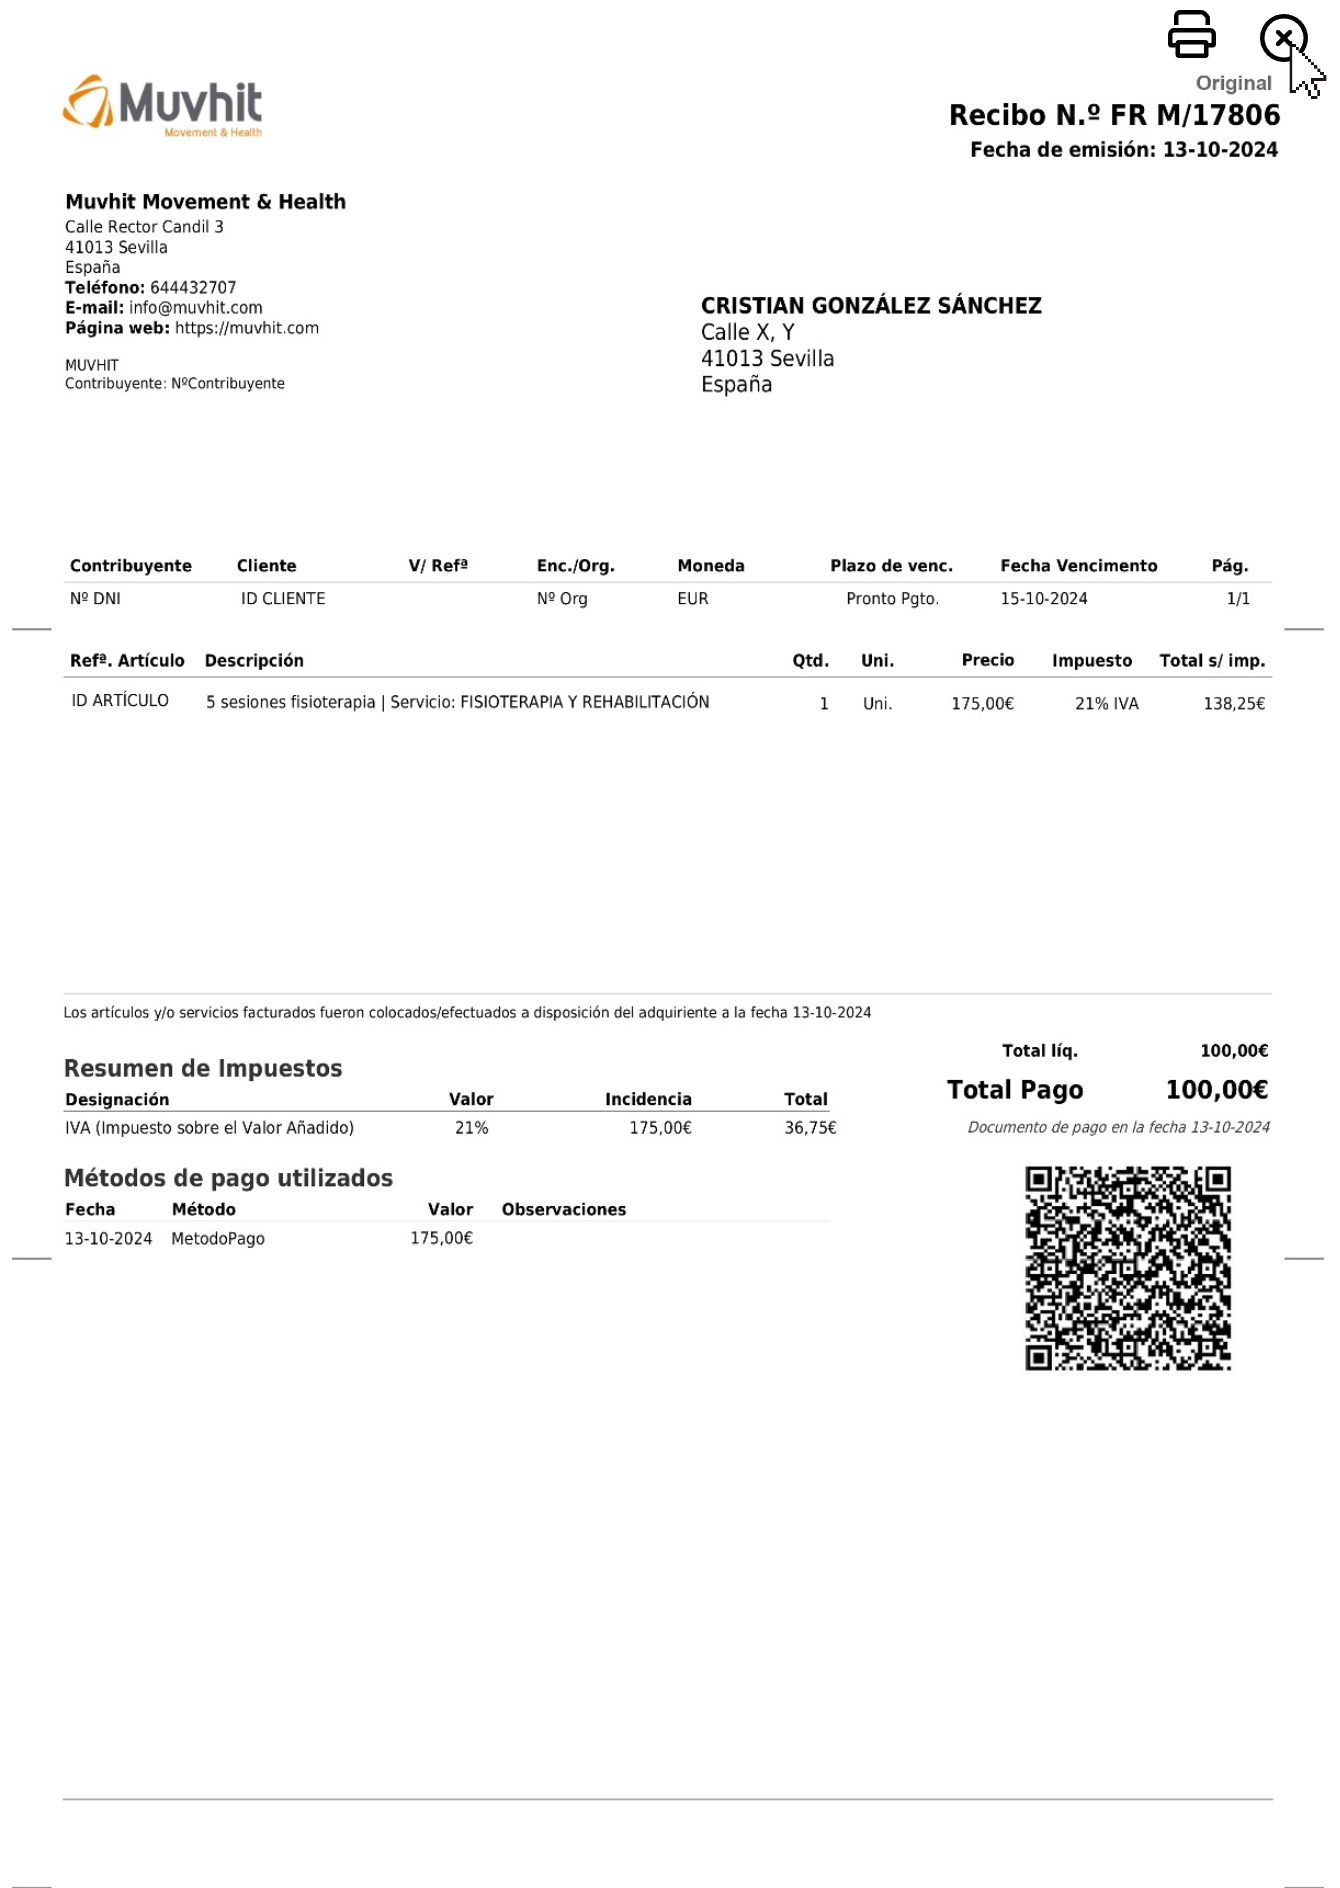 Original
Muvhit
Movement & Health
Recibo N.º FR M/17806
Fecha de emisión: 13-10-2024
Muvhit Movement & Health
Calle Rector Candil 3
41013 Sevilla
España
Teléfono: 644432707
E-mail: info@muvhit.com
Página web: https://muvhit.com
MUVHIT
Contribuyente: NºContribuyente
CRISTIAN GONZÁLEZ SÁNCHEZ
Calle X, Y
41013 Sevilla
España
Contribuyente Cliente V/ Refª Enc./Org. Moneda Plazo de venc. Fecha Vencimento Pág.
Nº DNI ID CLIENTE Nº Org EUR Pronto Pgto. 15-10-2024 1/1
Refª. Artículo Descripción Qtd. Uni. Precio Impuesto Total s/ imp.
ID ARTÍCULO 5 sesiones fisioterapia | Servicio: FISIOTERAPIA Y REHABILITACIÓN 1 Uni. 175,00€ 21% IVA 138,25€
Los artículos y/o servicios facturados fueron colocados/efectuados a disposición del adquiriente a la fecha 13-10-2024
Total líq. 100,00€
Total Pago 100,00€
Documento de pago en la fecha 13-10-2024
Resumen de Impuestos
Designación Valor Incidencia Total
IVA (Impuesto sobre el Valor Añadido) 21% 175,00€ 36,75€
Métodos de pago utilizados
Fecha Método Valor Observaciones
13-10-2024 MetodoPago 175,00€